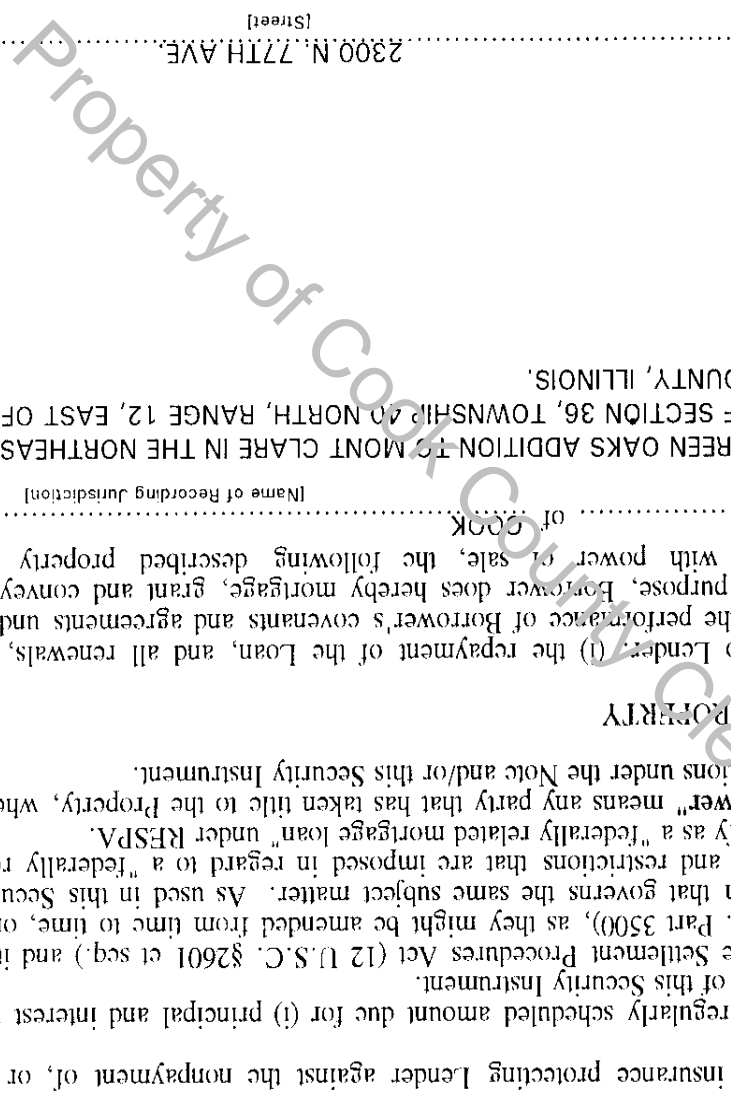 insurance protecting Lender against the nonpayment of, or
regularly scheduled amount due for (i) principal and interest
of this Security Instrument.
e Settlement Procedures Act (12 U.S.C. §2601 et seq.) and i
. Part 3500), as they might be amended from time to time, o
n that governs the same subject matter. As used in this Secu
and restrictions that are imposed in regard to a "federally r
y as a "federally related mortgage loan" under RESPA.
wer" means any party that has taken title to the Property, whe
tions under the Note and/or this Security Instrument.
ROPERTY
o Lender: (i) the repayment of the Loan, and all renewals,
he performance of Borrower's covenants and agreements und
purpose, Borrower does hereby mortgage, grant and convey
with power of sale, the following described property
of COOK
[Name of Recording Jurisdiction]
REEN OAKS ADDITION TO MONT CLARE IN THE NORTHEAS
F SECTION 36, TOWNSHIP 40 NORTH, RANGE 12, EAST OF
OUNTY, ILLINOIS.
2300 N. 77TH AVE.
[Street]
Property of Cook County Cle